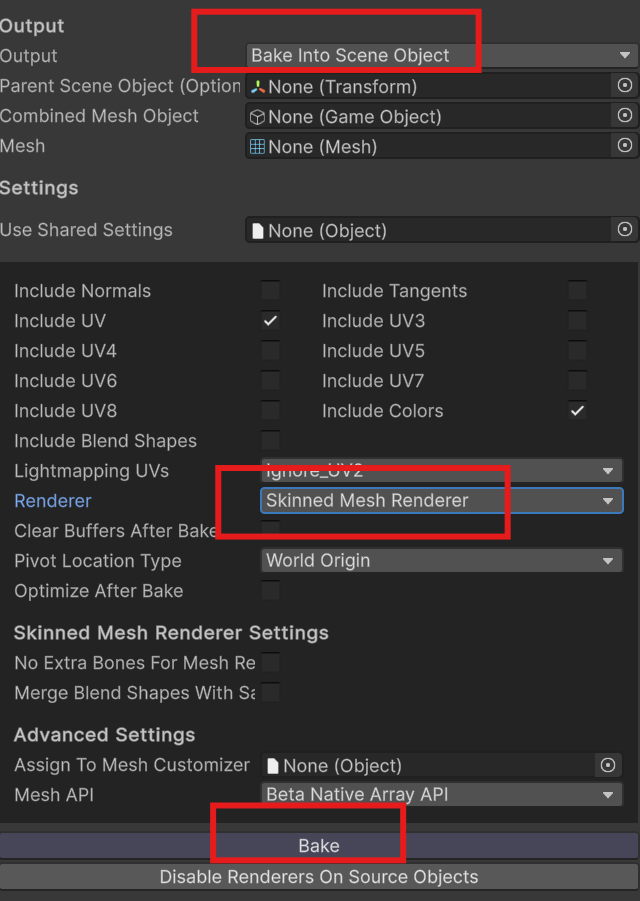 Output
Output Bake Into Scene Object
Parent Scene Object (Option None (Transform)
Combined Mesh Object None (Game Object)
Mesh None (Mesh)
Settings
Use Shared Settings None (Object)
Include Normals Include Tangents
Include UV Include UV3
Include UV4 Include UV5
Include UV6 Include UV7
Include UV8 Include Colors
Include Blend Shapes
Lightmapping UVs Ignore_UV2
Renderer Skinned Mesh Renderer
Clear Buffers After Bake
Pivot Location Type World Origin
Optimize After Bake
Skinned Mesh Renderer Settings
No Extra Bones For Mesh Re
Merge Blend Shapes With Sa
Advanced Settings
Assign To Mesh Customizer None (Object)
Mesh API Beta Native Array API
Bake
Disable Renderers On Source Objects